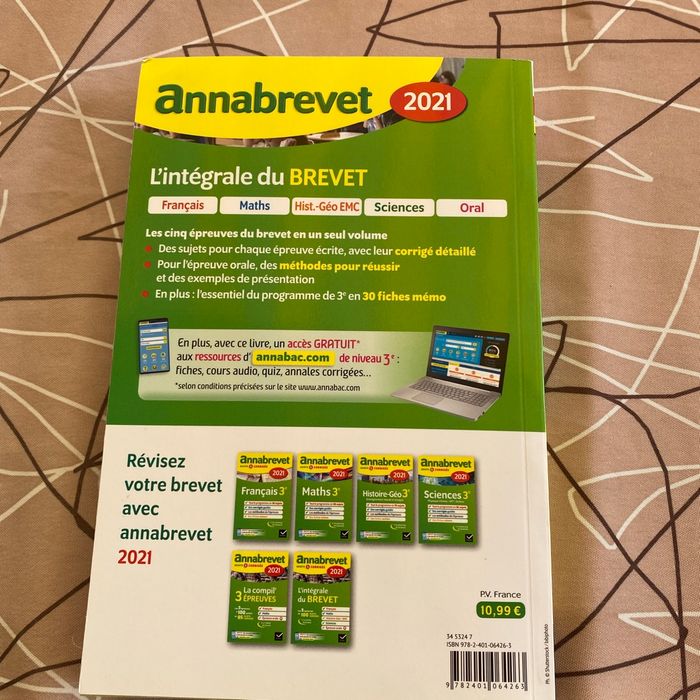 annabrevet 2021
L'intégrale du BREVET
Français Maths Hist.-Géo EMC Sciences Oral
Les cinq épreuves du brevet en un seul volume
Des sujets pour chaque épreuve écrite, avec leur corrigé détaillé
Pour l'épreuve orale, des méthodes pour réussir
et des exemples de présentation
En plus : l'essentiel du programme de 3e en 30 fiches mémo
En plus, avec ce livre, un accès GRATUIT*
aux ressources d'annabac.com de niveau 3e :
fiches, cours audio, quiz, annales corrigées...
*selon conditions précisées sur le site www.annabac.com
Révisez
votre brevet
avec
annabrevet
2021
annabrevet 2021
Français 3e
annabrevet 2021
Maths 3e
annabrevet 2021
Histoire-Géo 3e
annabrevet 2021
Sciences 3e
annabrevet 2021
La compil'
3 ÉPREUVES
annabrevet 2021
L'intégrale
du BREVET
P.V. France
10,99 €
34 5324 7
ISBN 978-2-401-06426-3
9 782401 064263
Ph. © Shutterstock / ldephoto